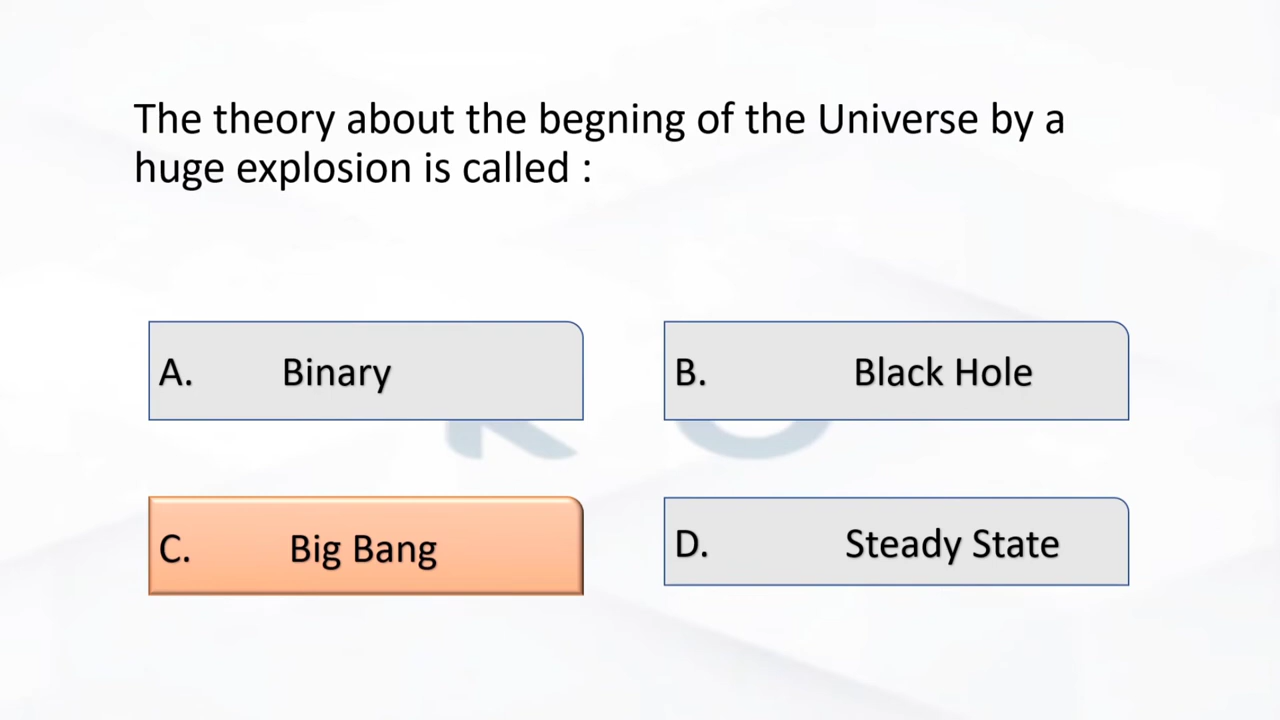 The theory about the begning of the Universe by a
huge explosion is called :
A. Binary
B. Black Hole
C. Big Bang
D. Steady State